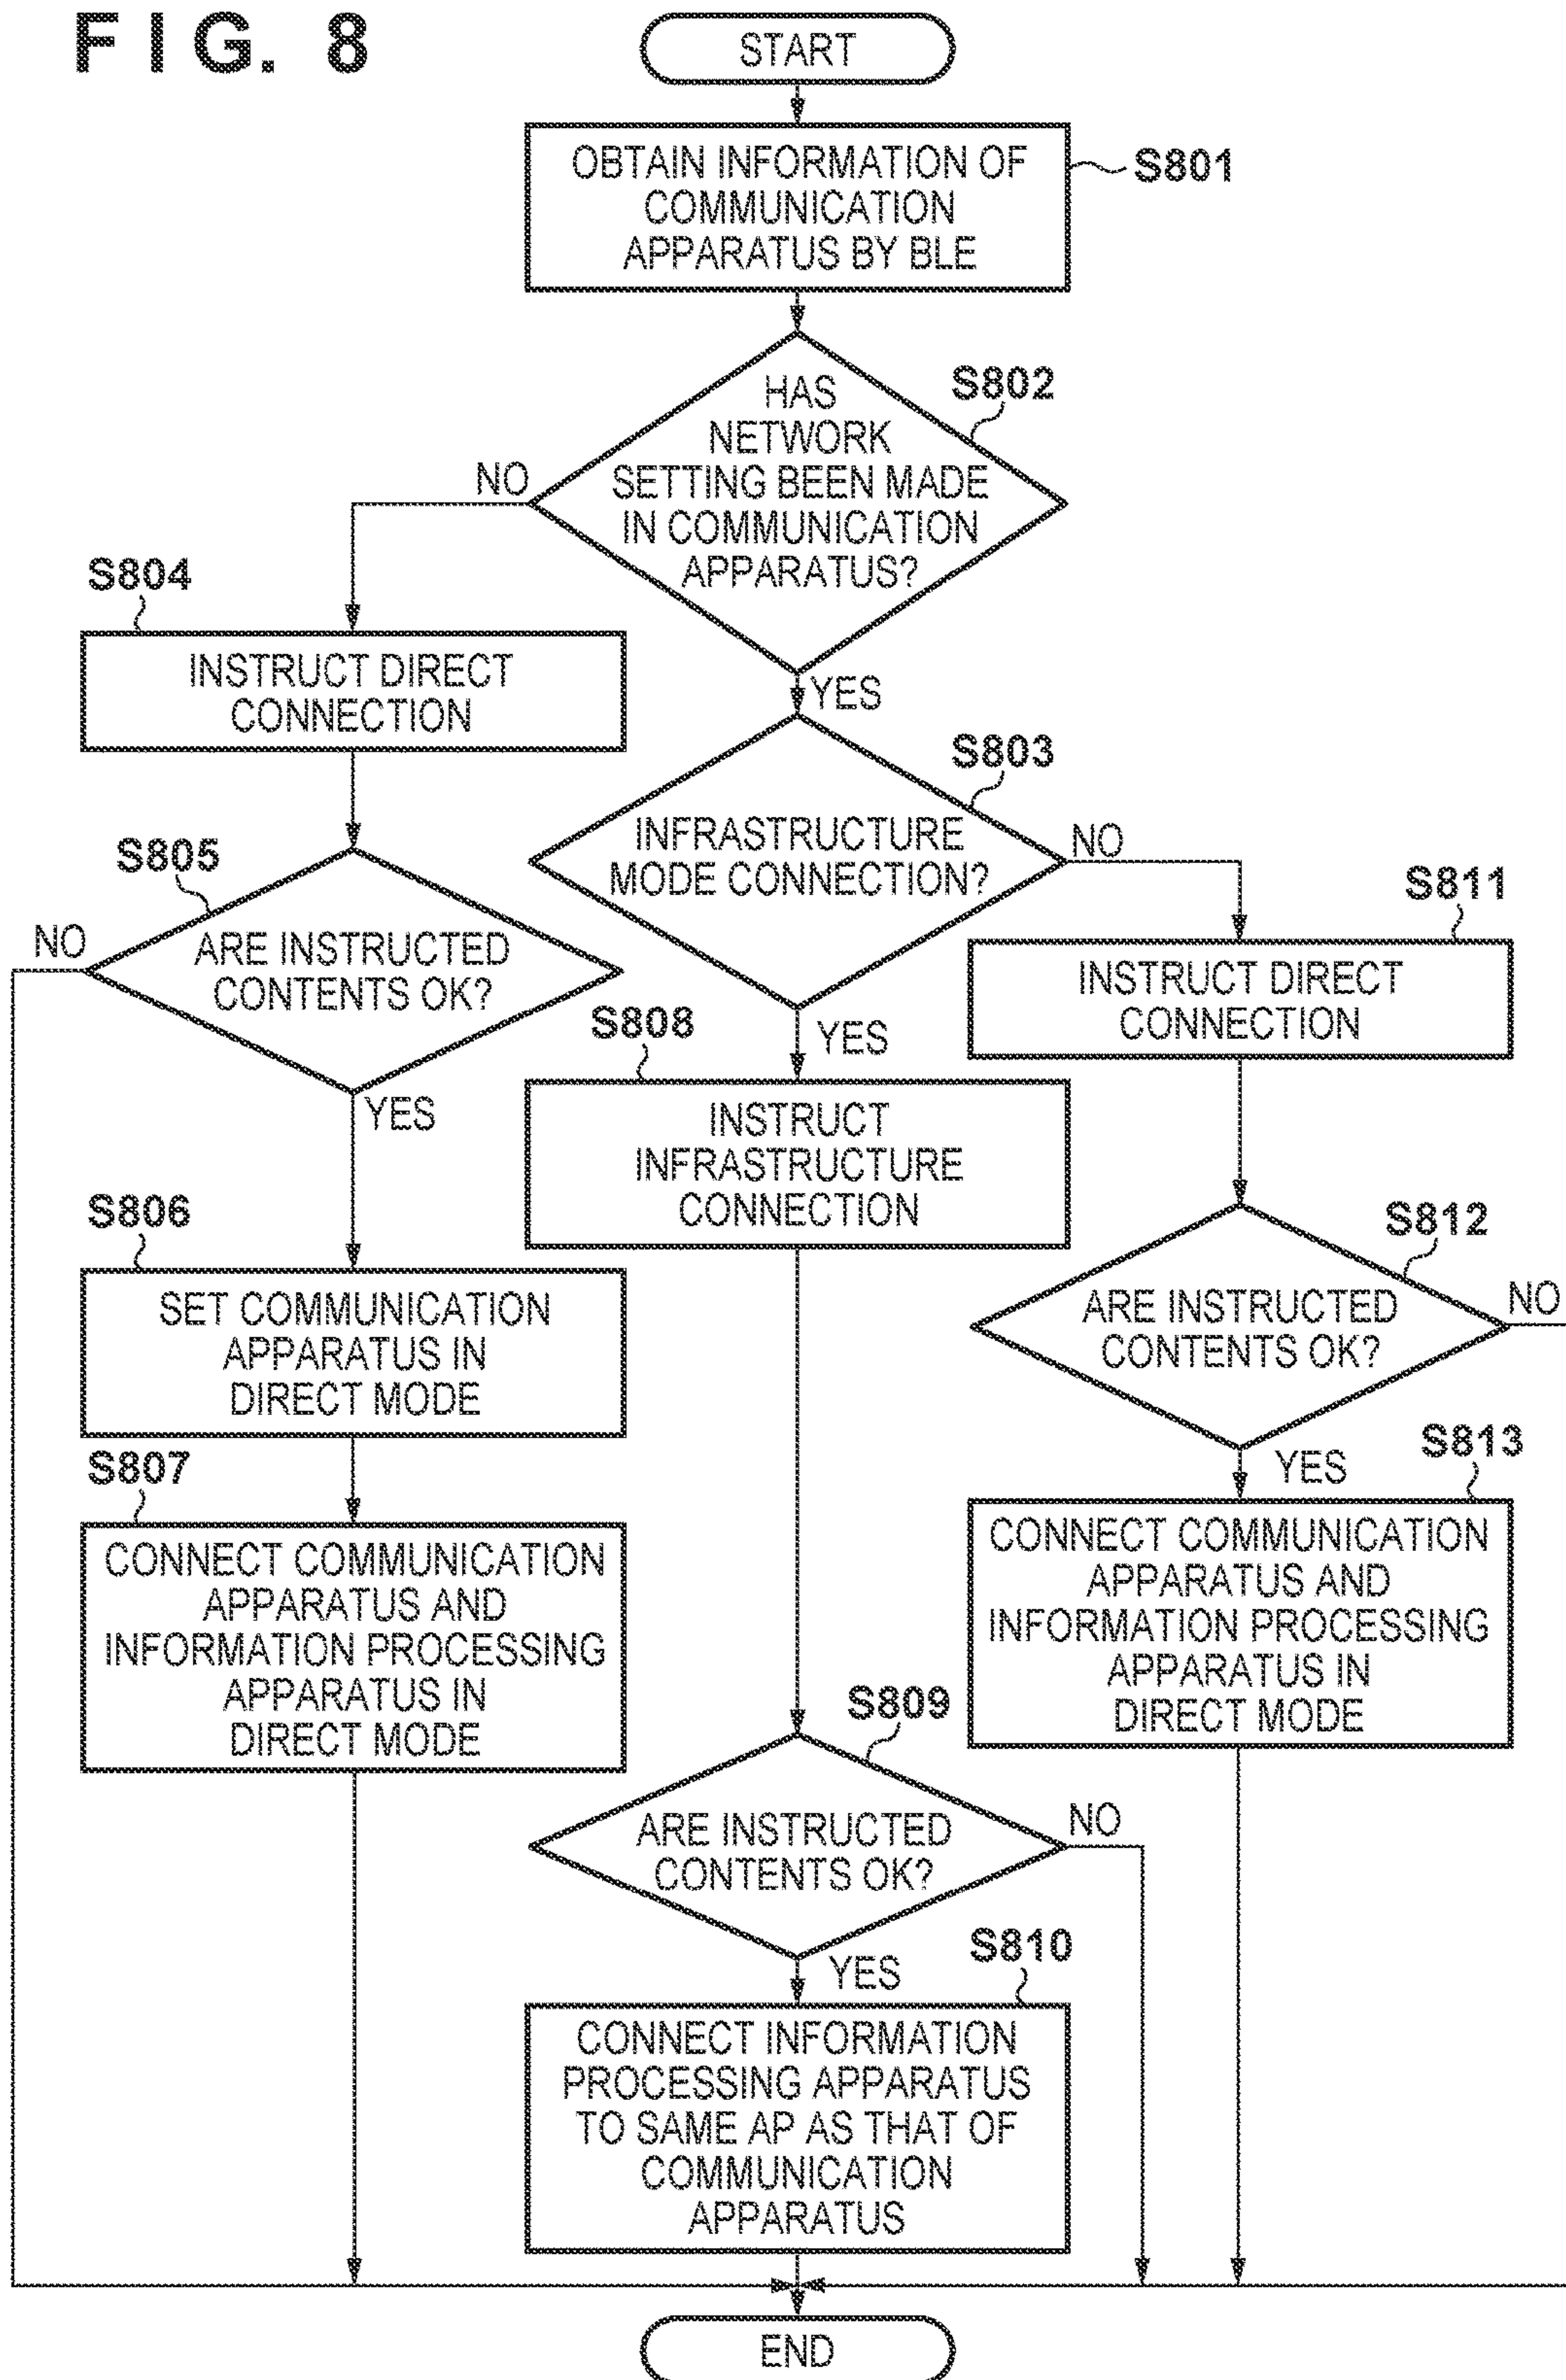 FIG. 8
START
OBTAIN INFORMATION OF
COMMUNICATION
APPARATUS BY BLE
S801
HAS
NETWORK
SETTING BEEN MADE
IN COMMUNICATION
APPARATUS?
S802
NO
YES
S804
INSTRUCT DIRECT
CONNECTION
S803
INFRASTRUCTURE
MODE CONNECTION?
NO
YES
S805
ARE INSTRUCTED
CONTENTS OK?
NO
YES
S811
INSTRUCT DIRECT
CONNECTION
S808
INSTRUCT
INFRASTRUCTURE
CONNECTION
S806
SET COMMUNICATION
APPARATUS IN
DIRECT MODE
S812
ARE INSTRUCTED
CONTENTS OK?
NO
YES
S807
CONNECT COMMUNICATION
APPARATUS AND
INFORMATION PROCESSING
APPARATUS IN
DIRECT MODE
S813
CONNECT COMMUNICATION
APPARATUS AND
INFORMATION PROCESSING
APPARATUS IN
DIRECT MODE
S809
ARE INSTRUCTED
CONTENTS OK?
NO
YES
S810
CONNECT INFORMATION
PROCESSING APPARATUS
TO SAME AP AS THAT OF
COMMUNICATION
APPARATUS
END